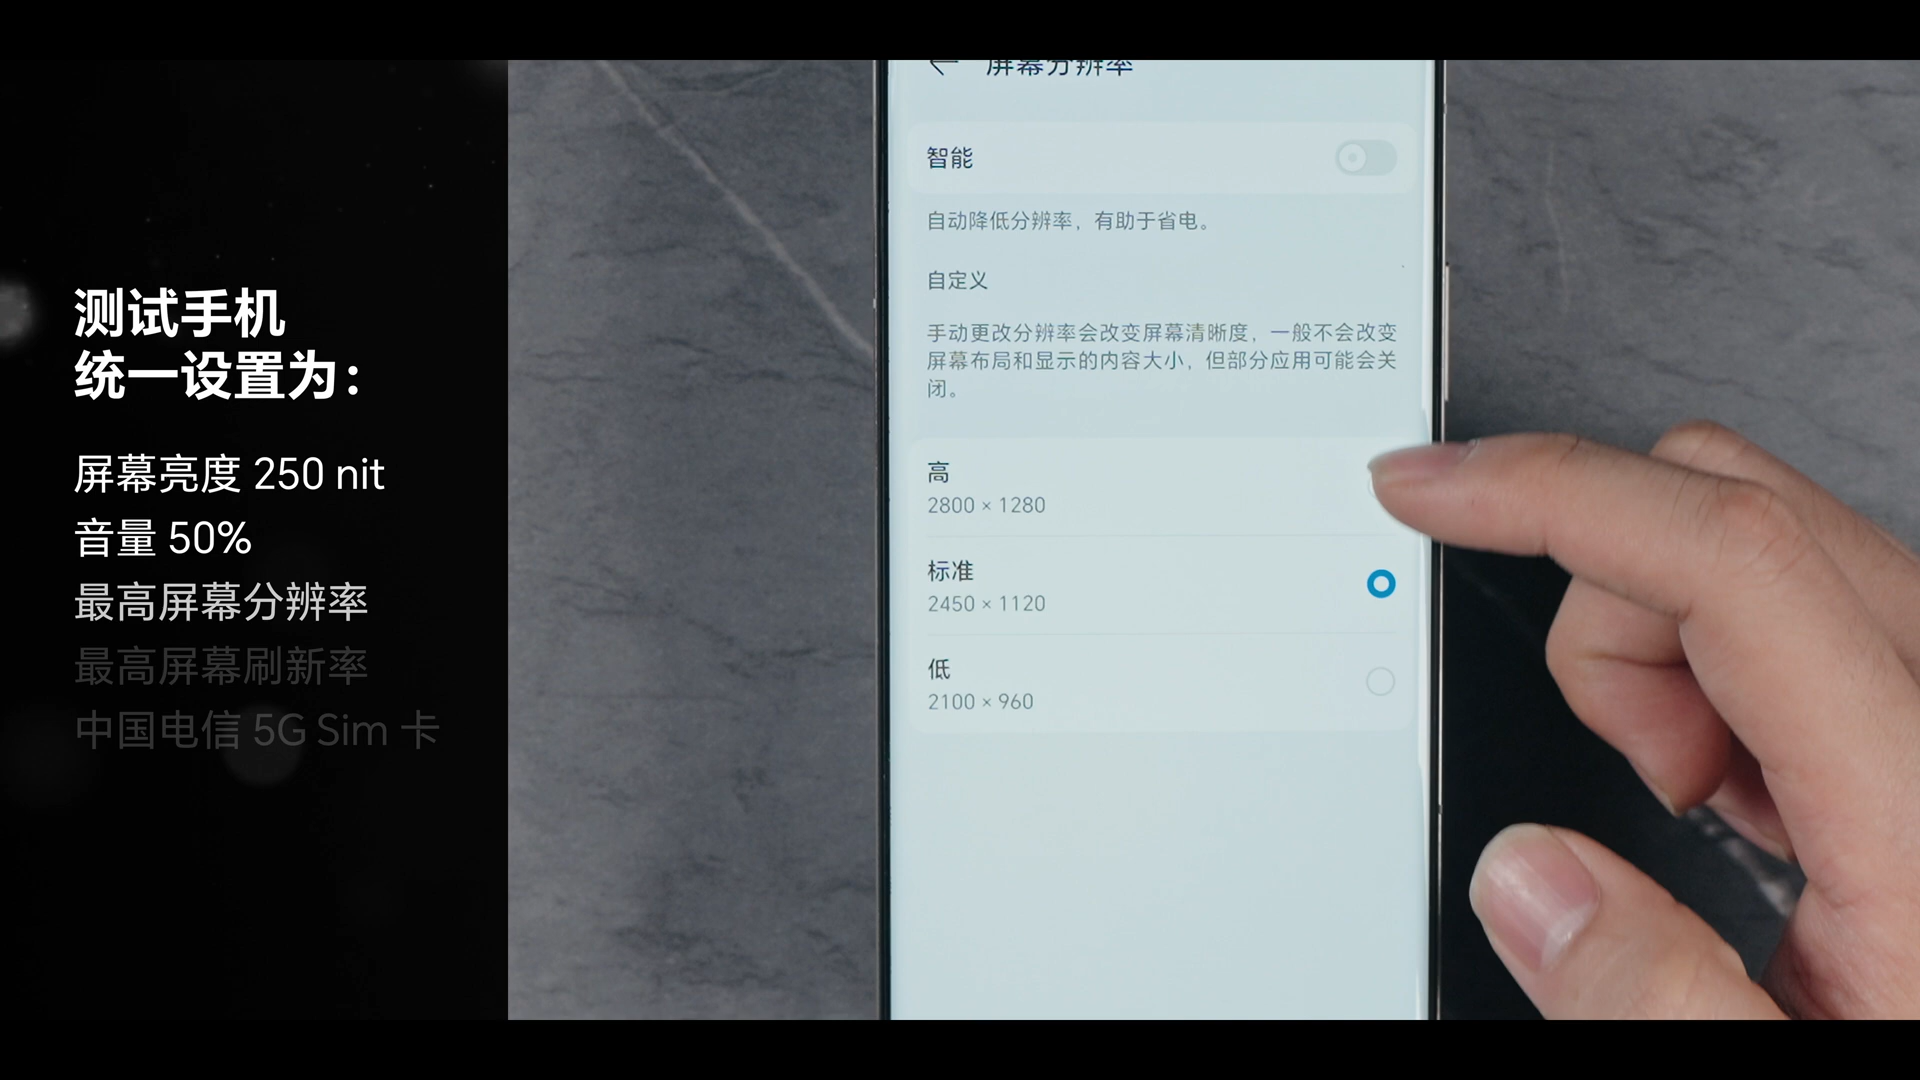 测试手机
统一设置为：
屏幕亮度 250 nit
音量 50%
最高屏幕分辨率
最高屏幕刷新率
中国电信 5G Sim 卡
屏幕分辨率
智能
自动降低分辨率，有助于省电。
自定义
手动更改分辨率会改变屏幕清晰度，一般不会改变
屏幕布局和显示的内容大小，但部分应用可能会关
闭。
高
2800 × 1280
标准
2450 × 1120
低
2100 × 960